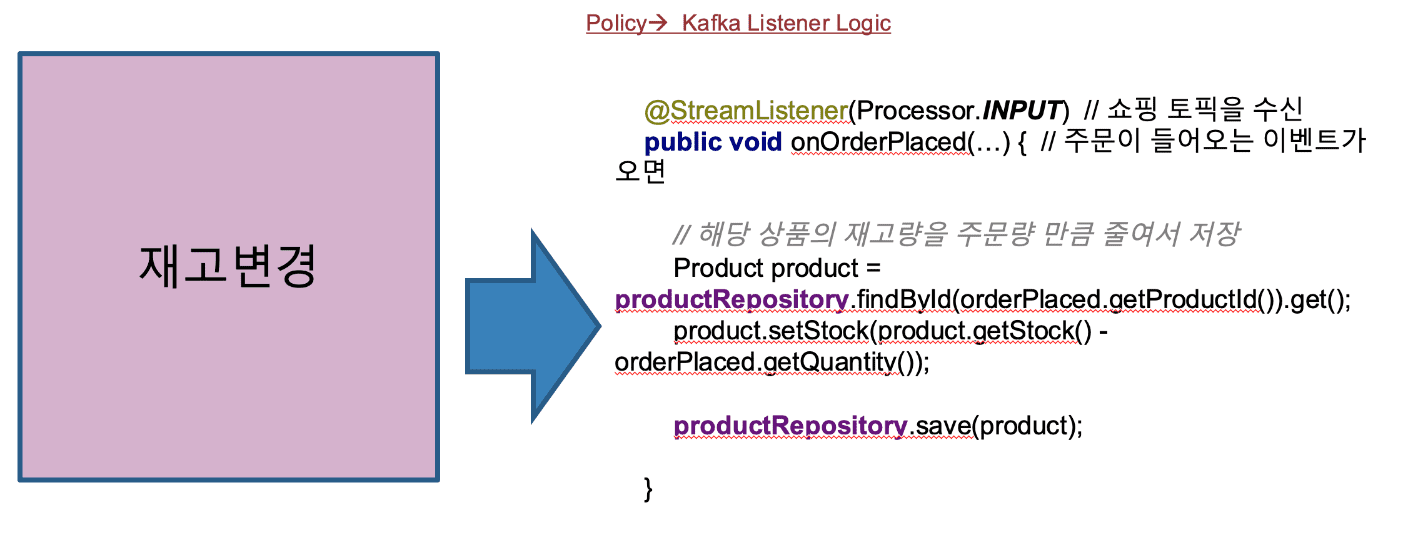 Policy→ Kafka Listener Logic
재고변경
@StreamListener(Processor.INPUT) // 쇼핑 토픽을 수신
public void onOrderPlaced(…) { // 주문이 들어오는 이벤트가
오면
// 해당 상품의 재고량을 주문량 만큼 줄여서 저장
Product product =
productRepository.findById(orderPlaced.getProductId()).get();
product.setStock(product.getStock() -
orderPlaced.getQuantity());
productRepository.save(product);
}